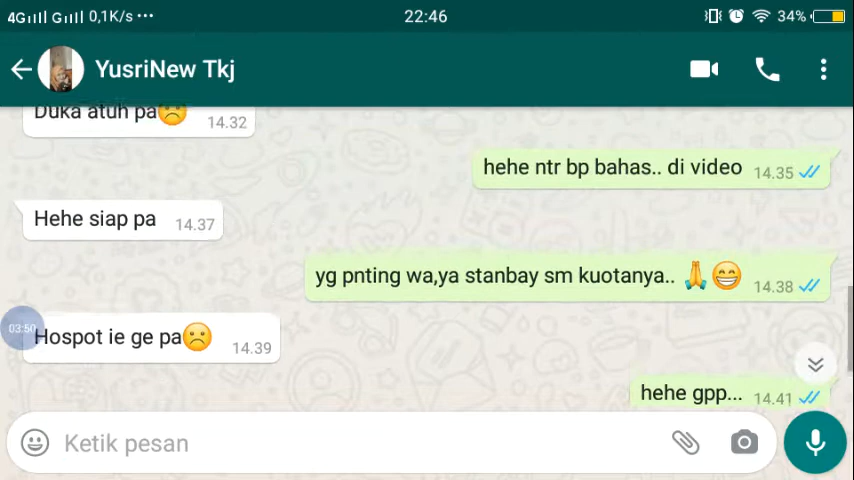 4G G 0,1K/s ••• 22:46 34%
YusriNew Tkj
Duka atuh pa☹️ 14.32
hehe ntr bp bahas.. di video 14.35
Hehe siap pa 14.37
yg pnting wa,ya stanbay sm kuotanya.. 🙏😁 14.38
03:50
Hospot ie ge pa☹️ 14.39
hehe gpp... 14.41
Ketik pesan